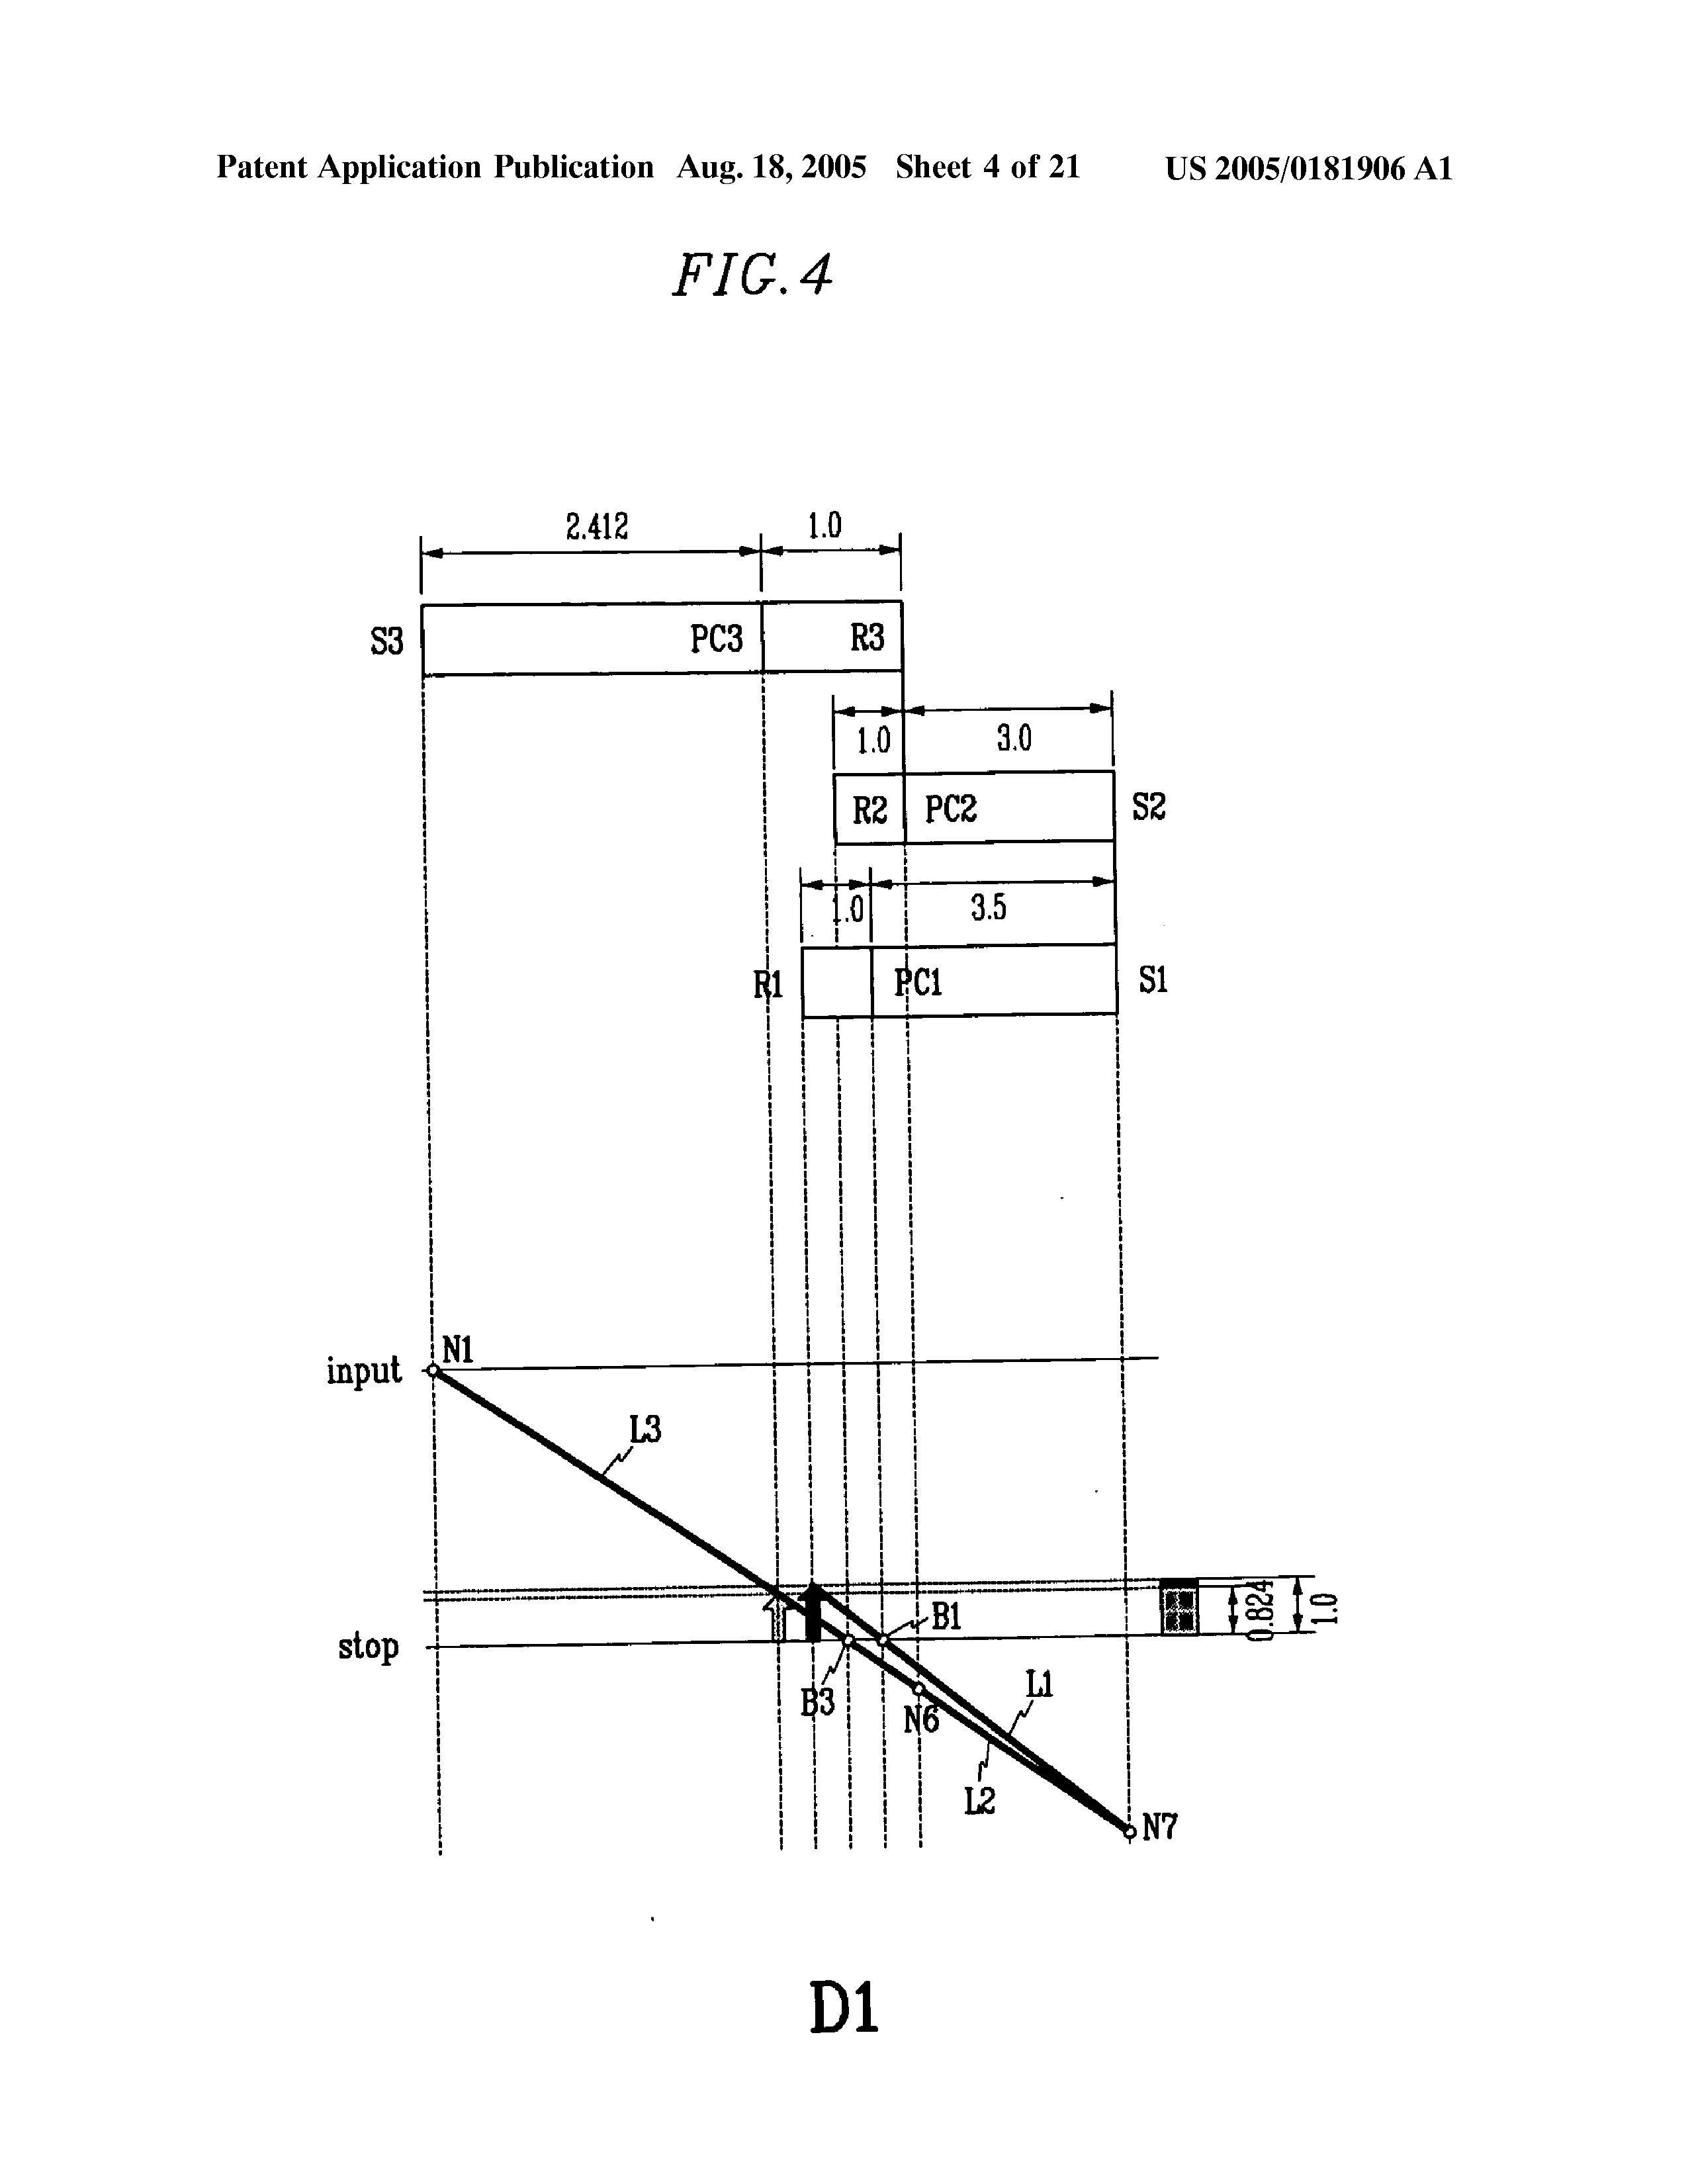 Patent Application Publication Aug. 18, 2005 Sheet 4 of 21 US 2005/0181906 A1
FIG. 4
2.412 1.0
S3 PC3 R3
1.0 3.0
R2 PC2 S2
1.0 3.5
R1 PC1 S1
N1
input
L3
0.824
1.0
B1
stop
B3 N6 L1
L2
N7
D1